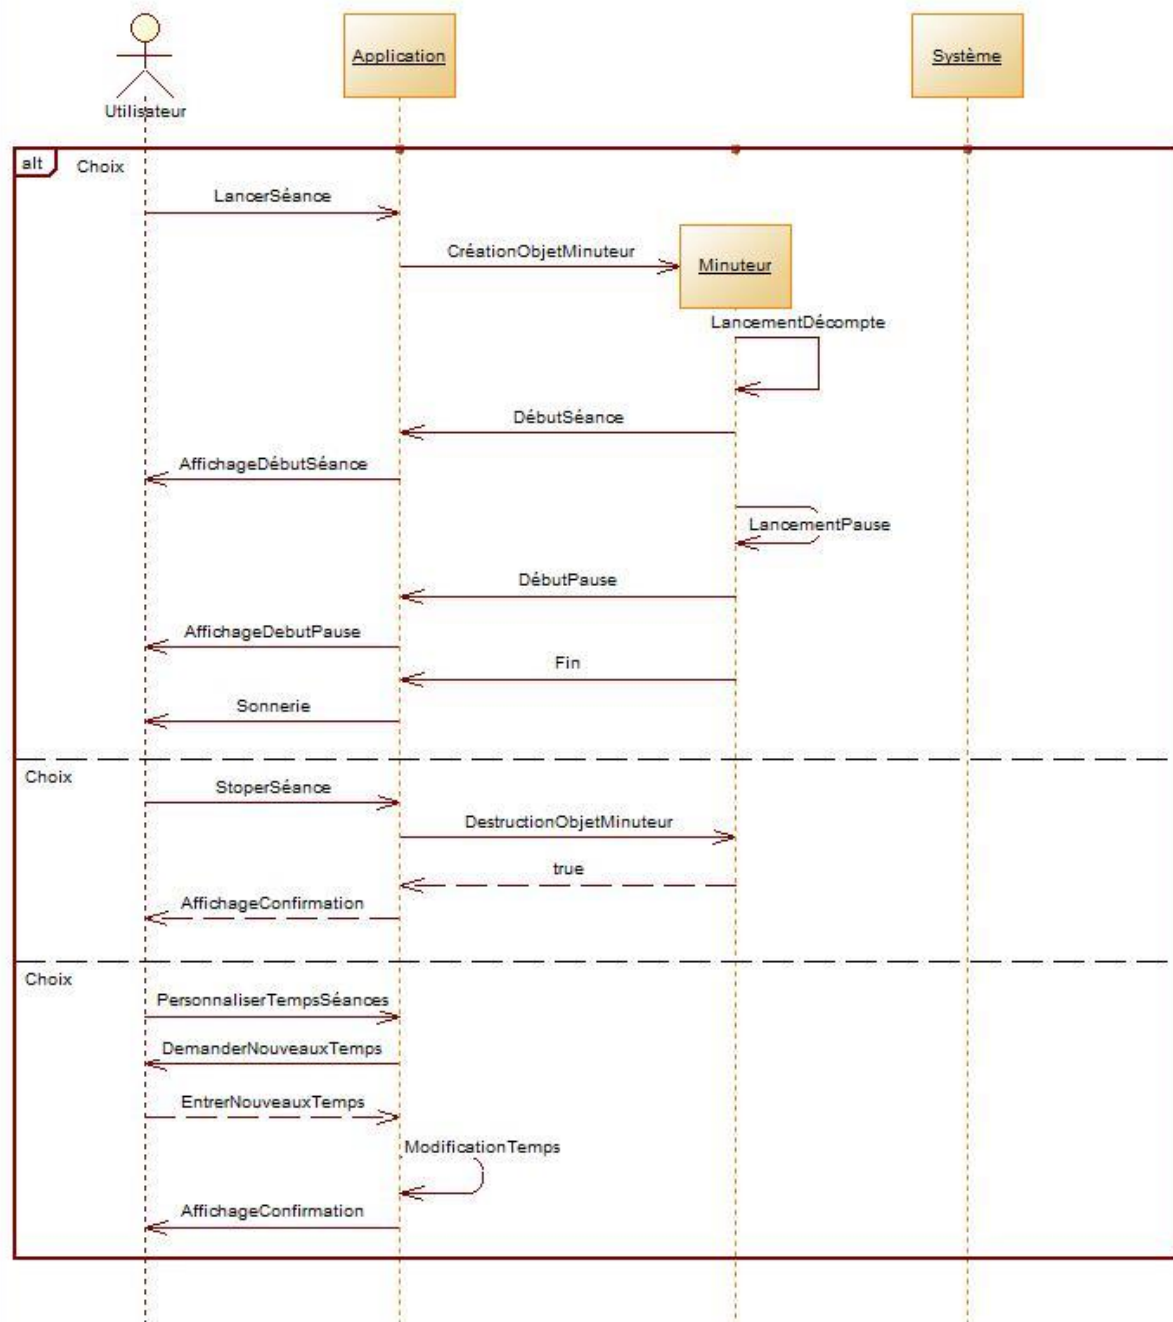 Utilisateur
Application
Système
alt
Choix
LancerSéance
CréationObjetMinuteur
Minuteur
LancementDécompte
DébutSéance
AffichageDébutSéance
LancementPause
DébutPause
AffichageDebutPause
Fin
Sonnerie
Choix
StoperSéance
DestructionObjetMinuteur
true
AffichageConfirmation
Choix
PersonnaliserTempsSéances
DemanderNouveauxTemps
EntrerNouveauxTemps
ModificationTemps
AffichageConfirmation